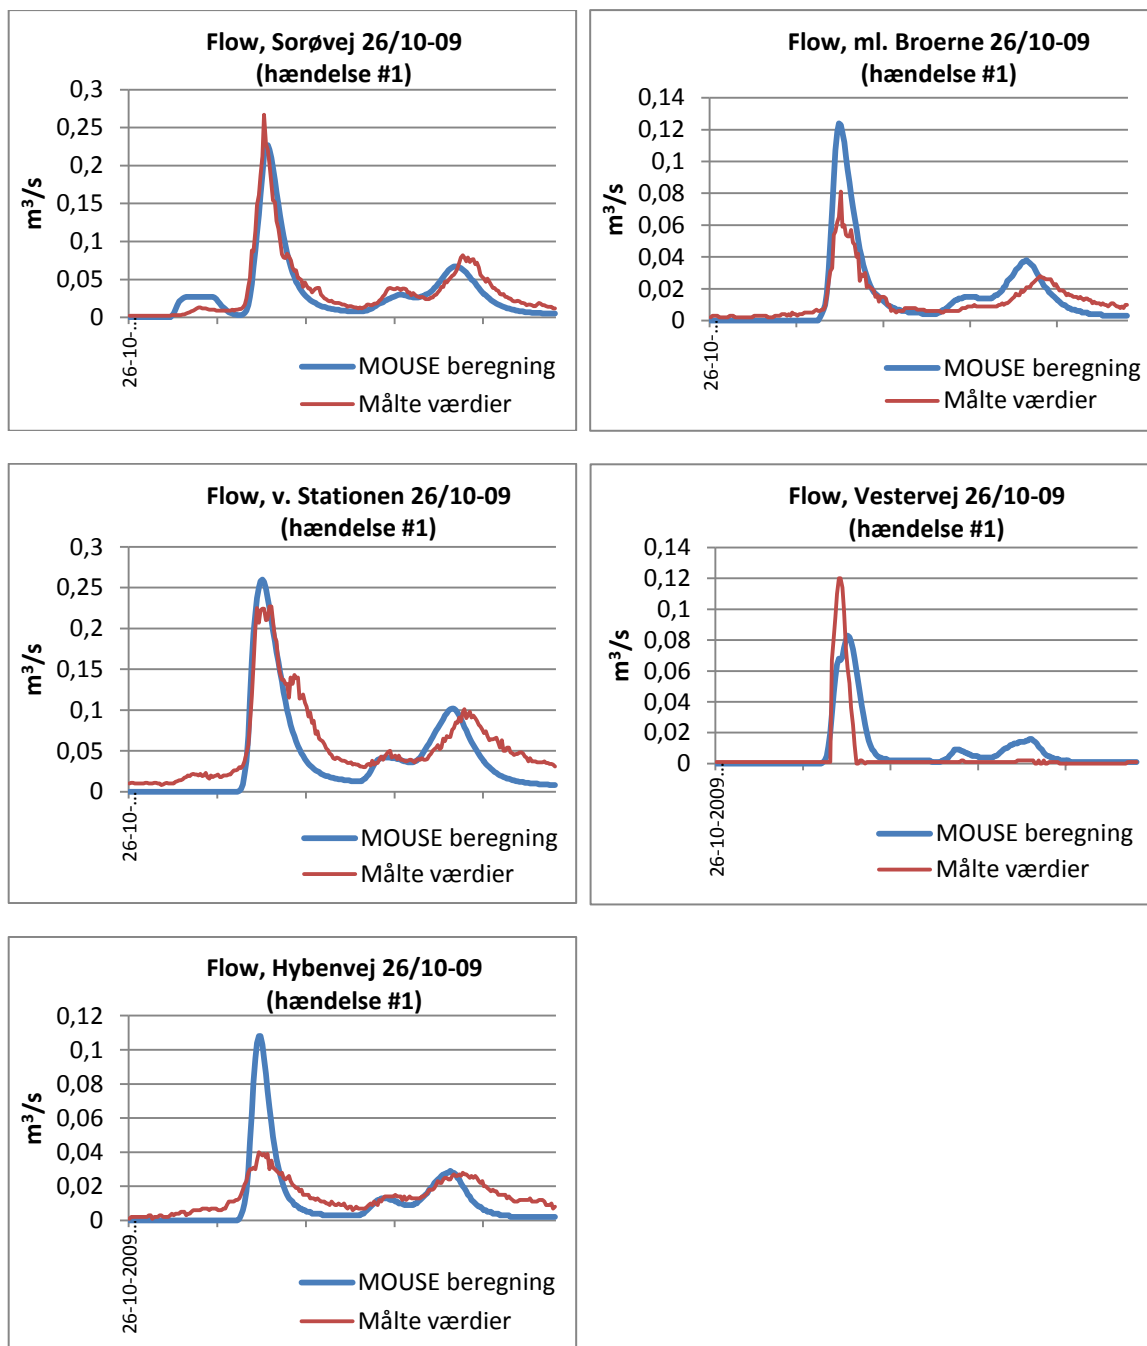 Flow, Sorøvej 26/10-09
(hændelse #1)
0,3
0,25
0,2
0,15
0,1
0,05
0
m³/s
26-10-...
MOUSE beregning
Målte værdier
Flow, ml. Broerne 26/10-09
(hændelse #1)
0,14
0,12
0,1
0,08
0,06
0,04
0,02
0
m³/s
26-10-...
MOUSE beregning
Målte værdier
Flow, v. Stationen 26/10-09
(hændelse #1)
0,3
0,25
0,2
0,15
0,1
0,05
0
m³/s
26-10-...
MOUSE beregning
Målte værdier
Flow, Vestervej 26/10-09
(hændelse #1)
0,14
0,12
0,1
0,08
0,06
0,04
0,02
0
m³/s
26-10-2009...
MOUSE beregning
Målte værdier
Flow, Hybenvej 26/10-09
(hændelse #1)
0,12
0,1
0,08
0,06
0,04
0,02
0
m³/s
26-10-2009...
MOUSE beregning
Målte værdier